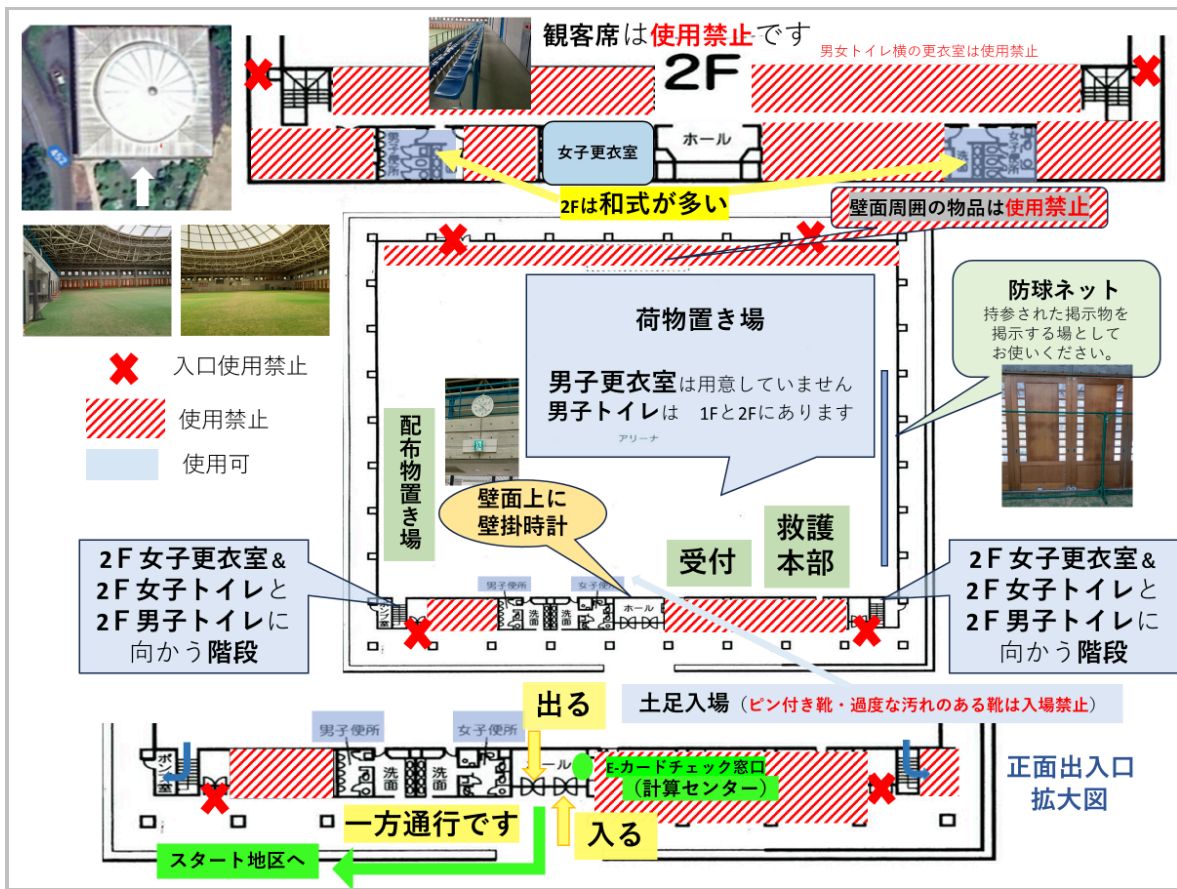 観客席は使用禁止です
男女トイレ横の更衣室は使用禁止
2F
452
男子便所
女子更衣室
ホール
洗面
女子便所
2Fは和式が多い
壁面周囲の物品は使用禁止
荷物置き場
男子更衣室は用意していません
男子トイレは 1Fと2Fにあります
アリーナ
防球ネット
持参された掲示物を
掲示する場として
お使いください。
入口使用禁止
使用禁止
使用可
配布物置き場
壁面上に
壁掛時計
受付
救護
本部
2F女子更衣室&
2F女子トイレと
2F男子トイレに
向かう階段
ポンプ室
男子便所
洗面
洗面
女子便所
ホール
2F女子更衣室&
2F女子トイレと
2F男子トイレに
向かう階段
土足入場（ピン付き靴・過度な汚れのある靴は入場禁止）
出る
男子便所
女子便所
ポンプ室
洗面
洗面
ホール
E-カードチェック窓口
（計算センター）
正面出入口
拡大図
一方通行です
入る
スタート地区へ